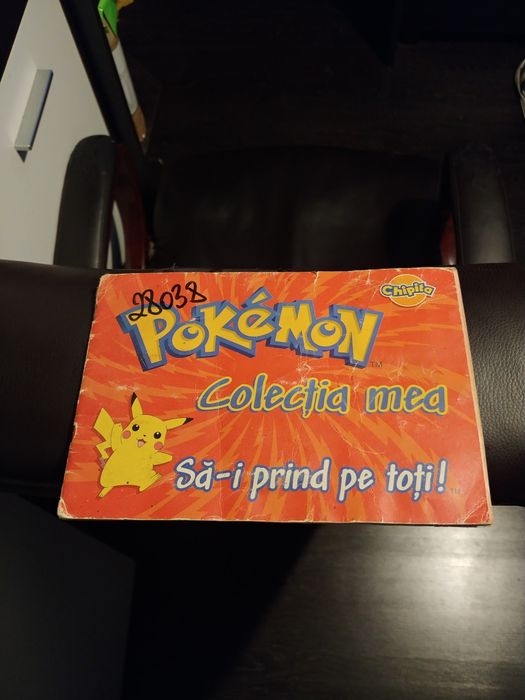 28038
Chipita
POKéMON
TM
Colecția mea
Să-i prind pe toți!
TM